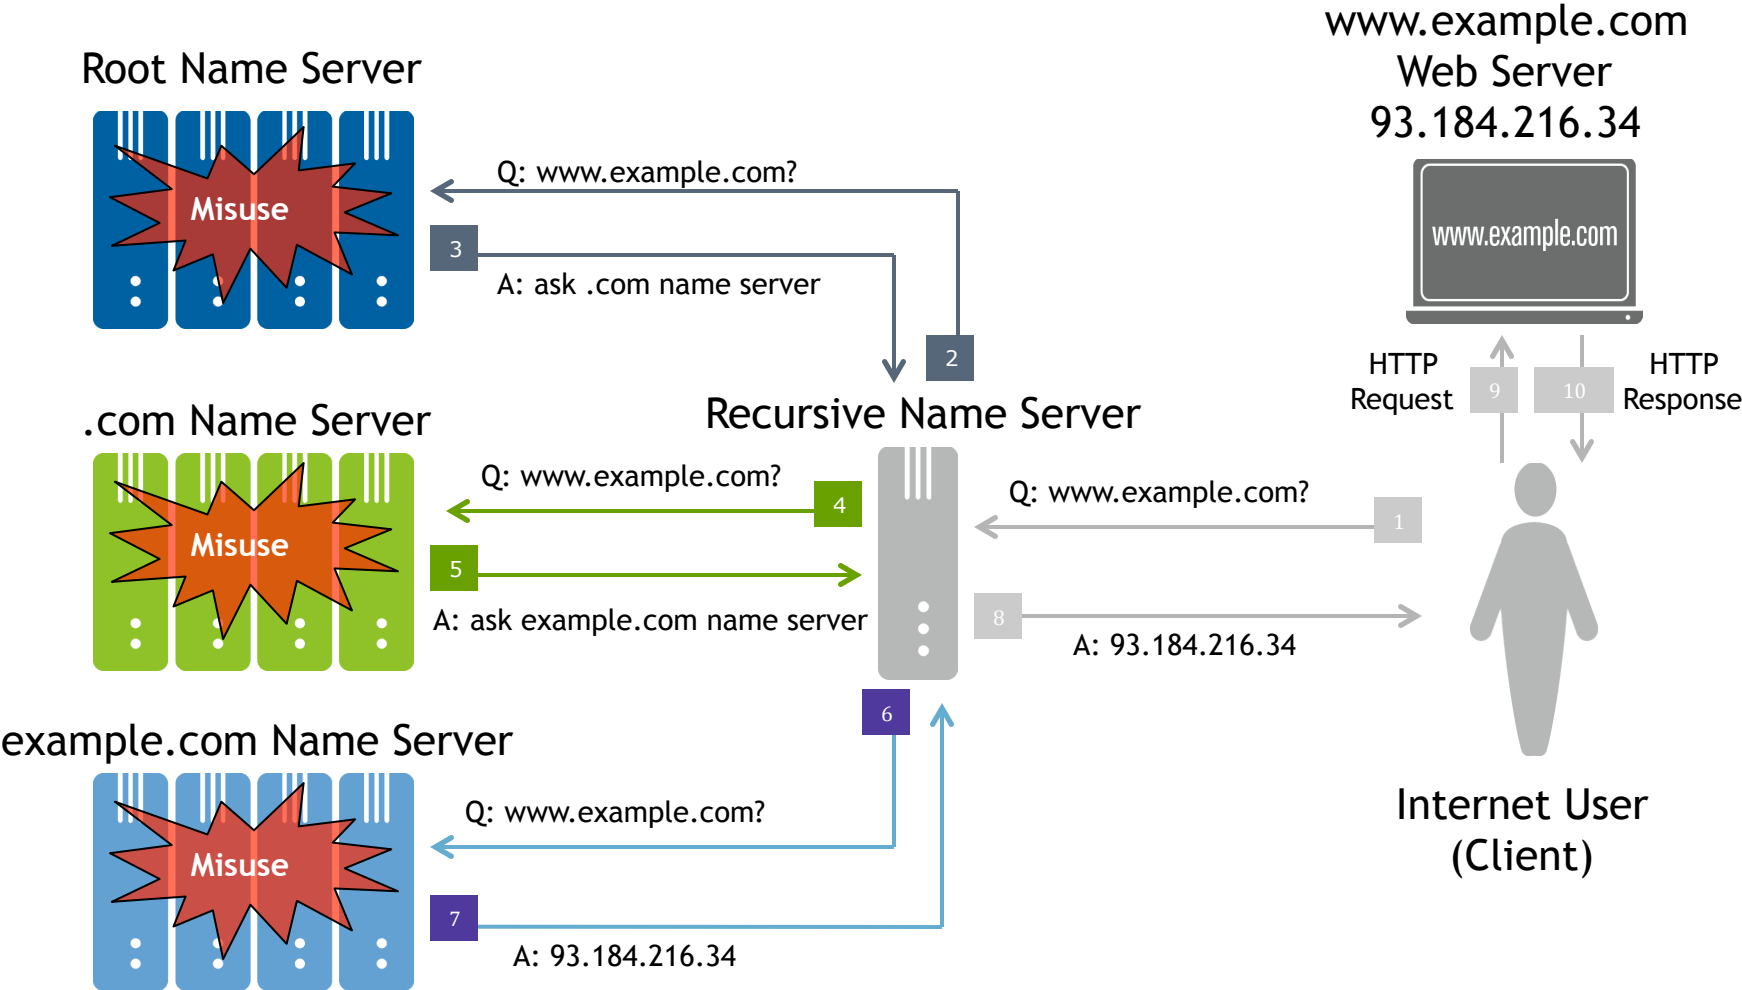 www.example.com
Web Server
93.184.216.34
www.example.com
Root Name Server
Misuse
Q: www.example.com?
3
A: ask .com name server
2
HTTP
Request
9
10
HTTP
Response
.com Name Server
Misuse
Recursive Name Server
Q: www.example.com?
4
5
A: ask example.com name server
Q: www.example.com?
1
8
A: 93.184.216.34
6
example.com Name Server
Misuse
Q: www.example.com?
7
A: 93.184.216.34
Internet User
(Client)